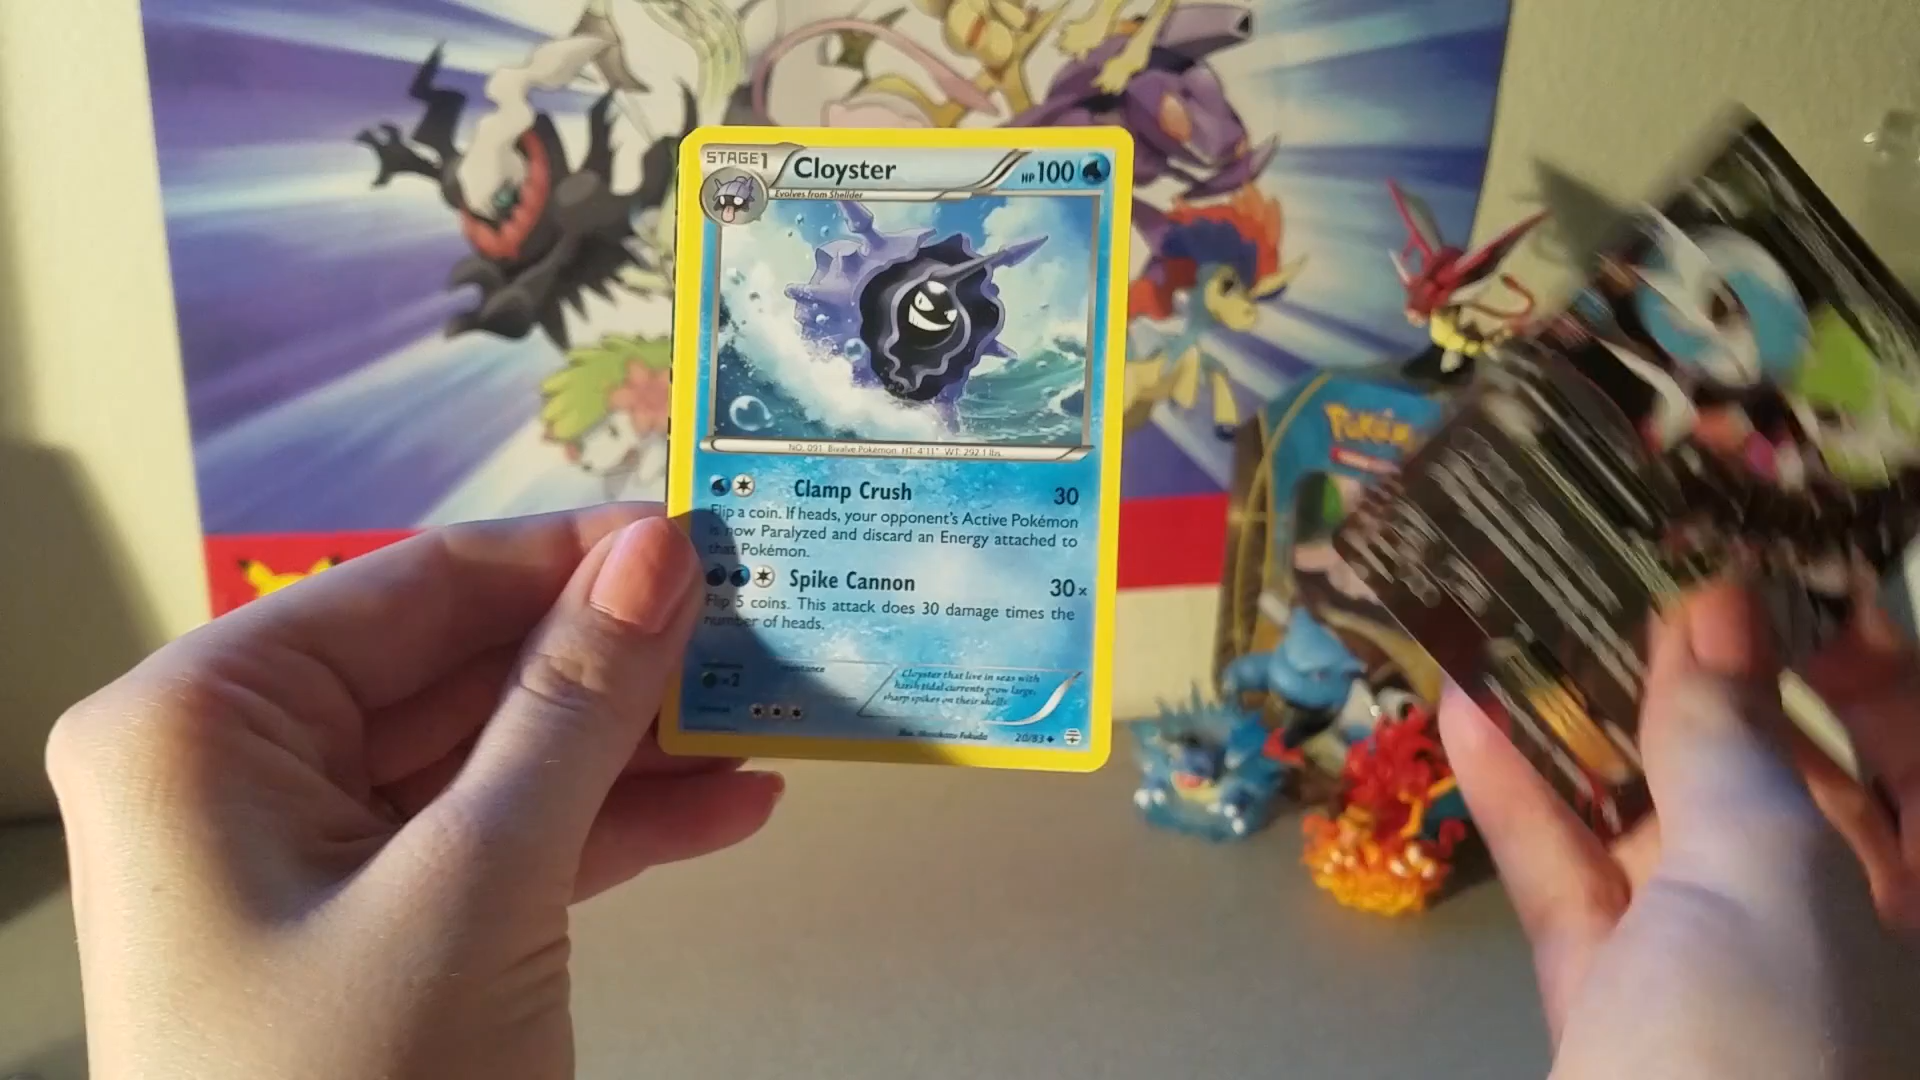 STAGE1
Cloyster
HP100
Evolves from Shellder
NO. 091 Bivalve Pokémon HT: 4'11" WT: 292.1 lbs.
Clamp Crush 30
Flip a coin. If heads, your opponent's Active Pokémon
is now Paralyzed and discard an Energy attached to
that Pokémon.
Spike Cannon 30×
Flip 5 coins. This attack does 30 damage times the
number of heads.
resistance
×2
Cloyster that live in seas with
harsh tidal currents grow large,
sharp spikes on their shells.
20/83